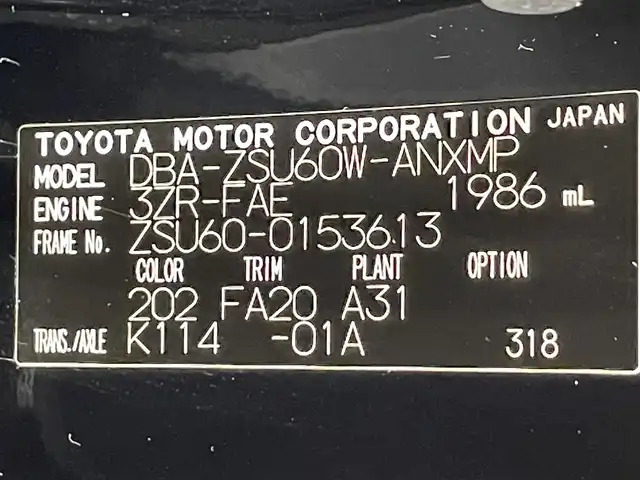 TOYOTA MOTOR CORPORATION JAPAN
MODEL DBA-ZSU60W-ANXMP
ENGINE 3ZR-FAE 1986 mL
FRAME No. ZSU60-0153613
COLOR TRIM PLANT OPTION
202 FA20 A31
TRANS./AXLE K114 -01A 318